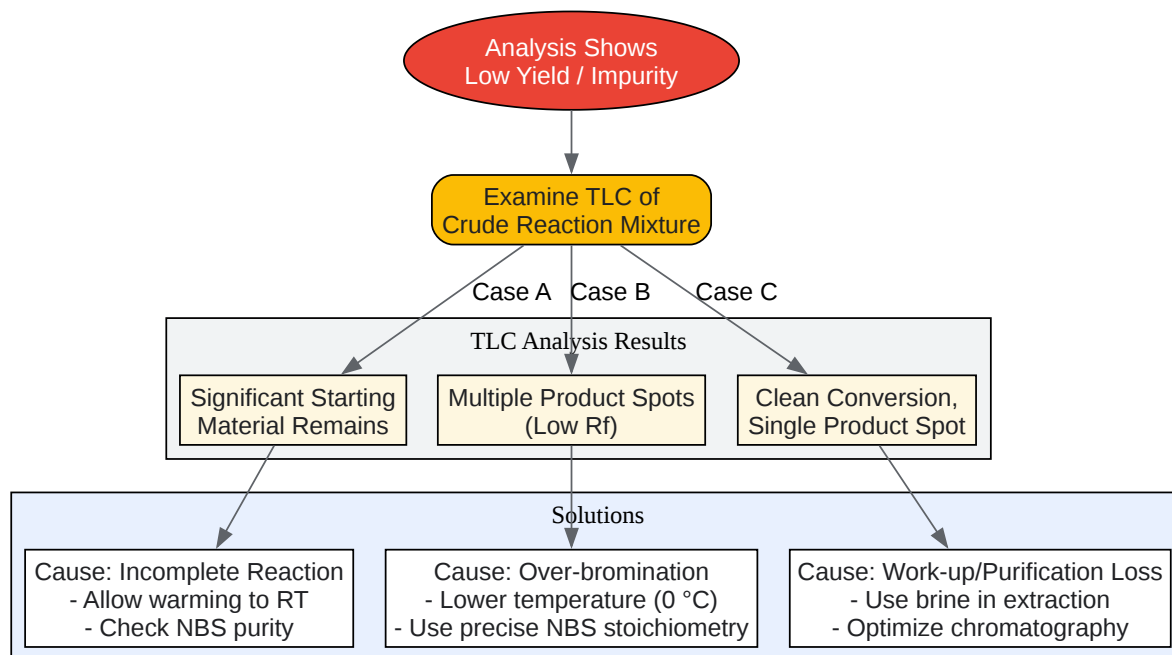 Analysis Shows
Low Yield / Impurity
Examine TLC of
Crude Reaction Mixture
Case A
Case B
Case C
TLC Analysis Results
Significant Starting
Material Remains
Multiple Product Spots
(Low Rf)
Clean Conversion,
Single Product Spot
Solutions
Cause: Incomplete Reaction
- Allow warming to RT
- Check NBS purity
Cause: Over-bromination
- Lower temperature (0 °C)
- Use precise NBS stoichiometry
Cause: Work-up/Purification Loss
- Use brine in extraction
- Optimize chromatography